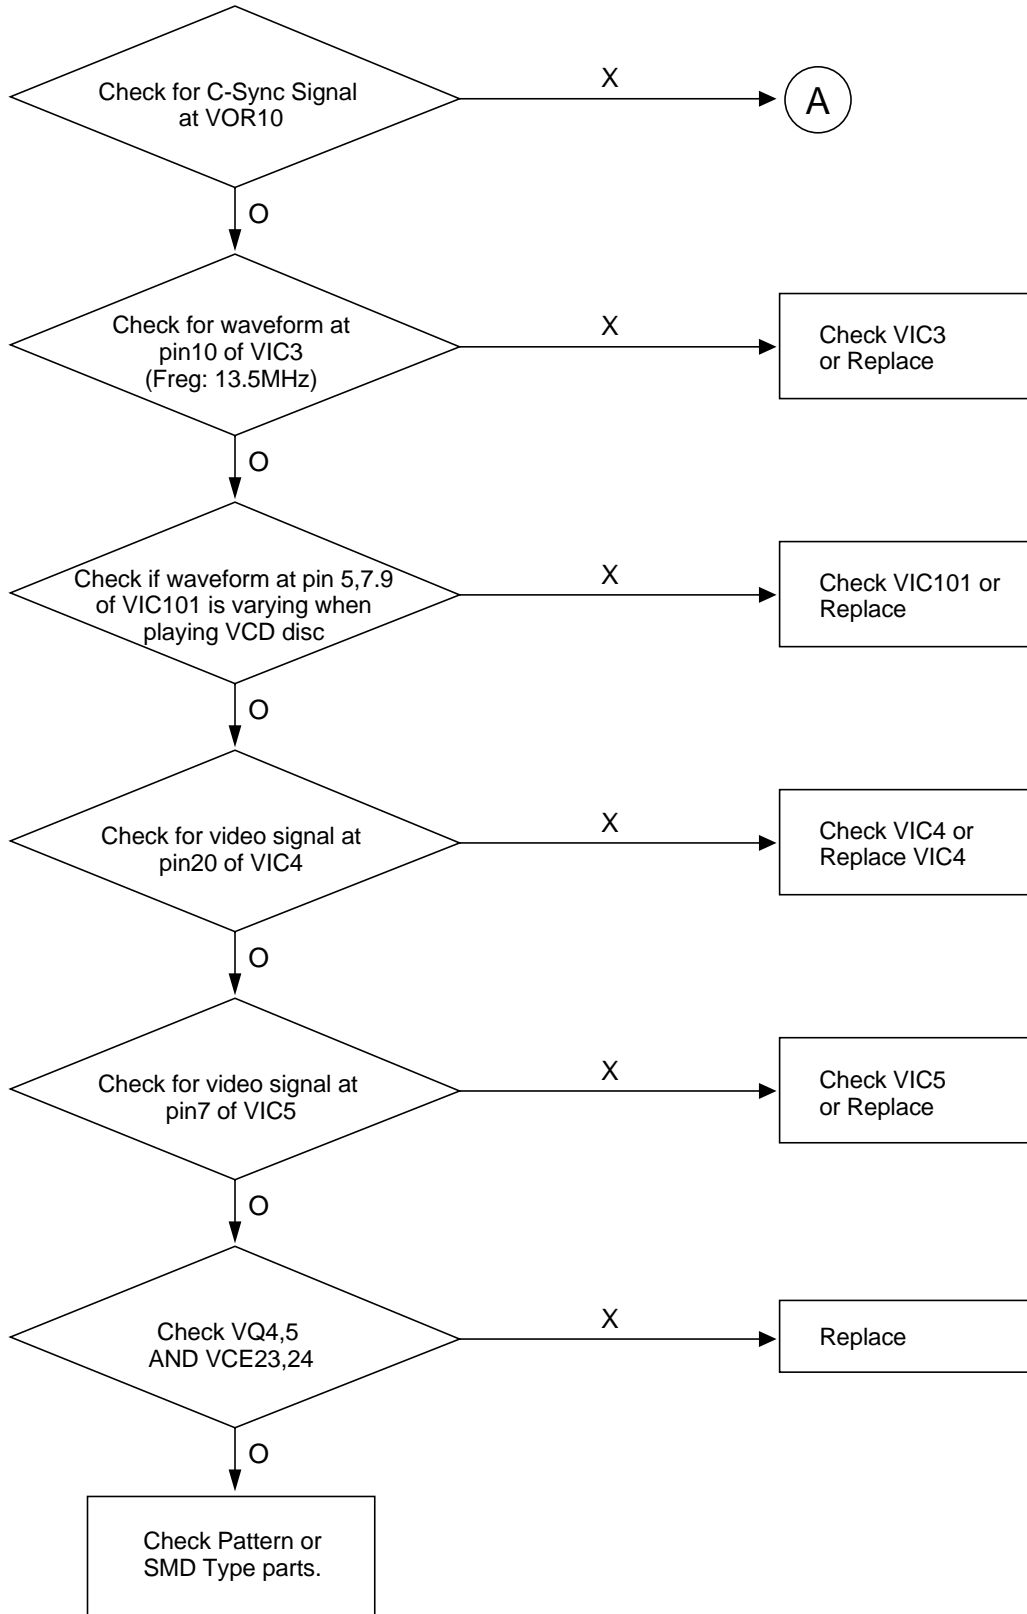 Check for C-Sync Signal
at VOR10
X
A
O
Check for waveform at
pin10 of VIC3
(Freg: 13.5MHz)
X
Check VIC3
or Replace
O
Check if waveform at pin 5,7.9
of VIC101 is varying when
playing VCD disc
X
Check VIC101 or
Replace
O
Check for video signal at
pin20 of VIC4
X
Check VIC4 or
Replace VIC4
O
Check for video signal at
pin7 of VIC5
X
Check VIC5
or Replace
O
Check VQ4,5
AND VCE23,24
X
Replace
O
Check Pattern or
SMD Type parts.